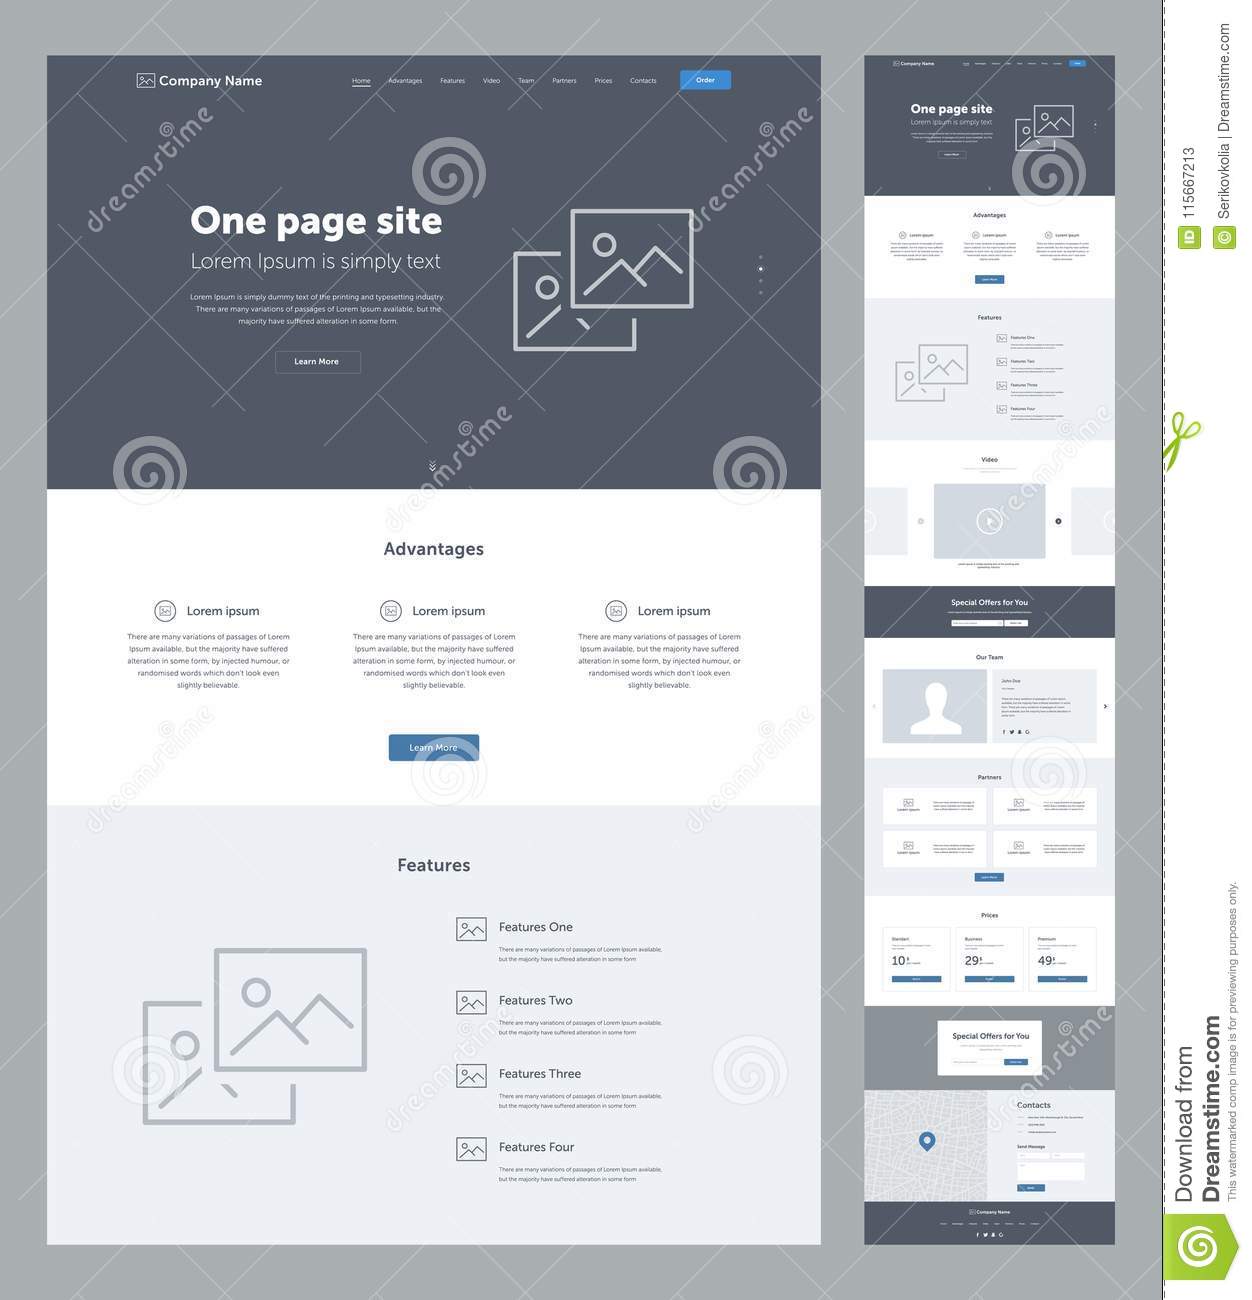 Company Name
Home Advantages Features Video Team Partners Prices Contacts Order
One page site
Lorem Ipsum is simply text
Lorem Ipsum is simply dummy text of the printing and typesetting industry.
There are many variations of passages of Lorem Ipsum available, but the
majority have suffered alteration in some form.
Learn More
Advantages
Lorem ipsum
There are many variations of passages of Lorem
Ipsum available, but the majority have suffered
alteration in some form, by injected humour, or
randomised words which don't look even
slightly believable.
Lorem ipsum
There are many variations of passages of Lorem
Ipsum available, but the majority have suffered
alteration in some form, by injected humour, or
randomised words which don't look even
slightly believable.
Lorem ipsum
There are many variations of passages of Lorem
Ipsum available, but the majority have suffered
alteration in some form, by injected humour, or
randomised words which don't look even
slightly believable.
Learn More
Features
Features One
There are many variations of passages of Lorem Ipsum available,
but the majority have suffered alteration in some form
Features Two
There are many variations of passages of Lorem Ipsum available,
but the majority have suffered alteration in some form
Features Three
There are many variations of passages of Lorem Ipsum available,
but the majority have suffered alteration in some form
Features Four
There are many variations of passages of Lorem Ipsum available,
but the majority have suffered alteration in some form
Company Name
One page site
Lorem Ipsum is simply text
Learn More
Advantages
Lorem ipsum
Lorem ipsum
Lorem ipsum
Learn More
Features
Features One
Features Two
Features Three
Features Four
Video
Special Offers for You
Our Team
John Doe
Partners
Lorem ipsum
Lorem ipsum
Lorem ipsum
Lorem ipsum
Learn More
Prices
Standart
10 $
Business
29 $
Premium
49 $
Special Offers for You
Contacts
Send Message
Company Name
dreamstime
dreamstime
dreamstime
dreamstime
dreamstime
dreamstime
dreamstime
ID 115667213
© Serikovkolia | Dreamstime.com
Download from
Dreamstime.com
This watermarked comp image is for previewing purposes only.